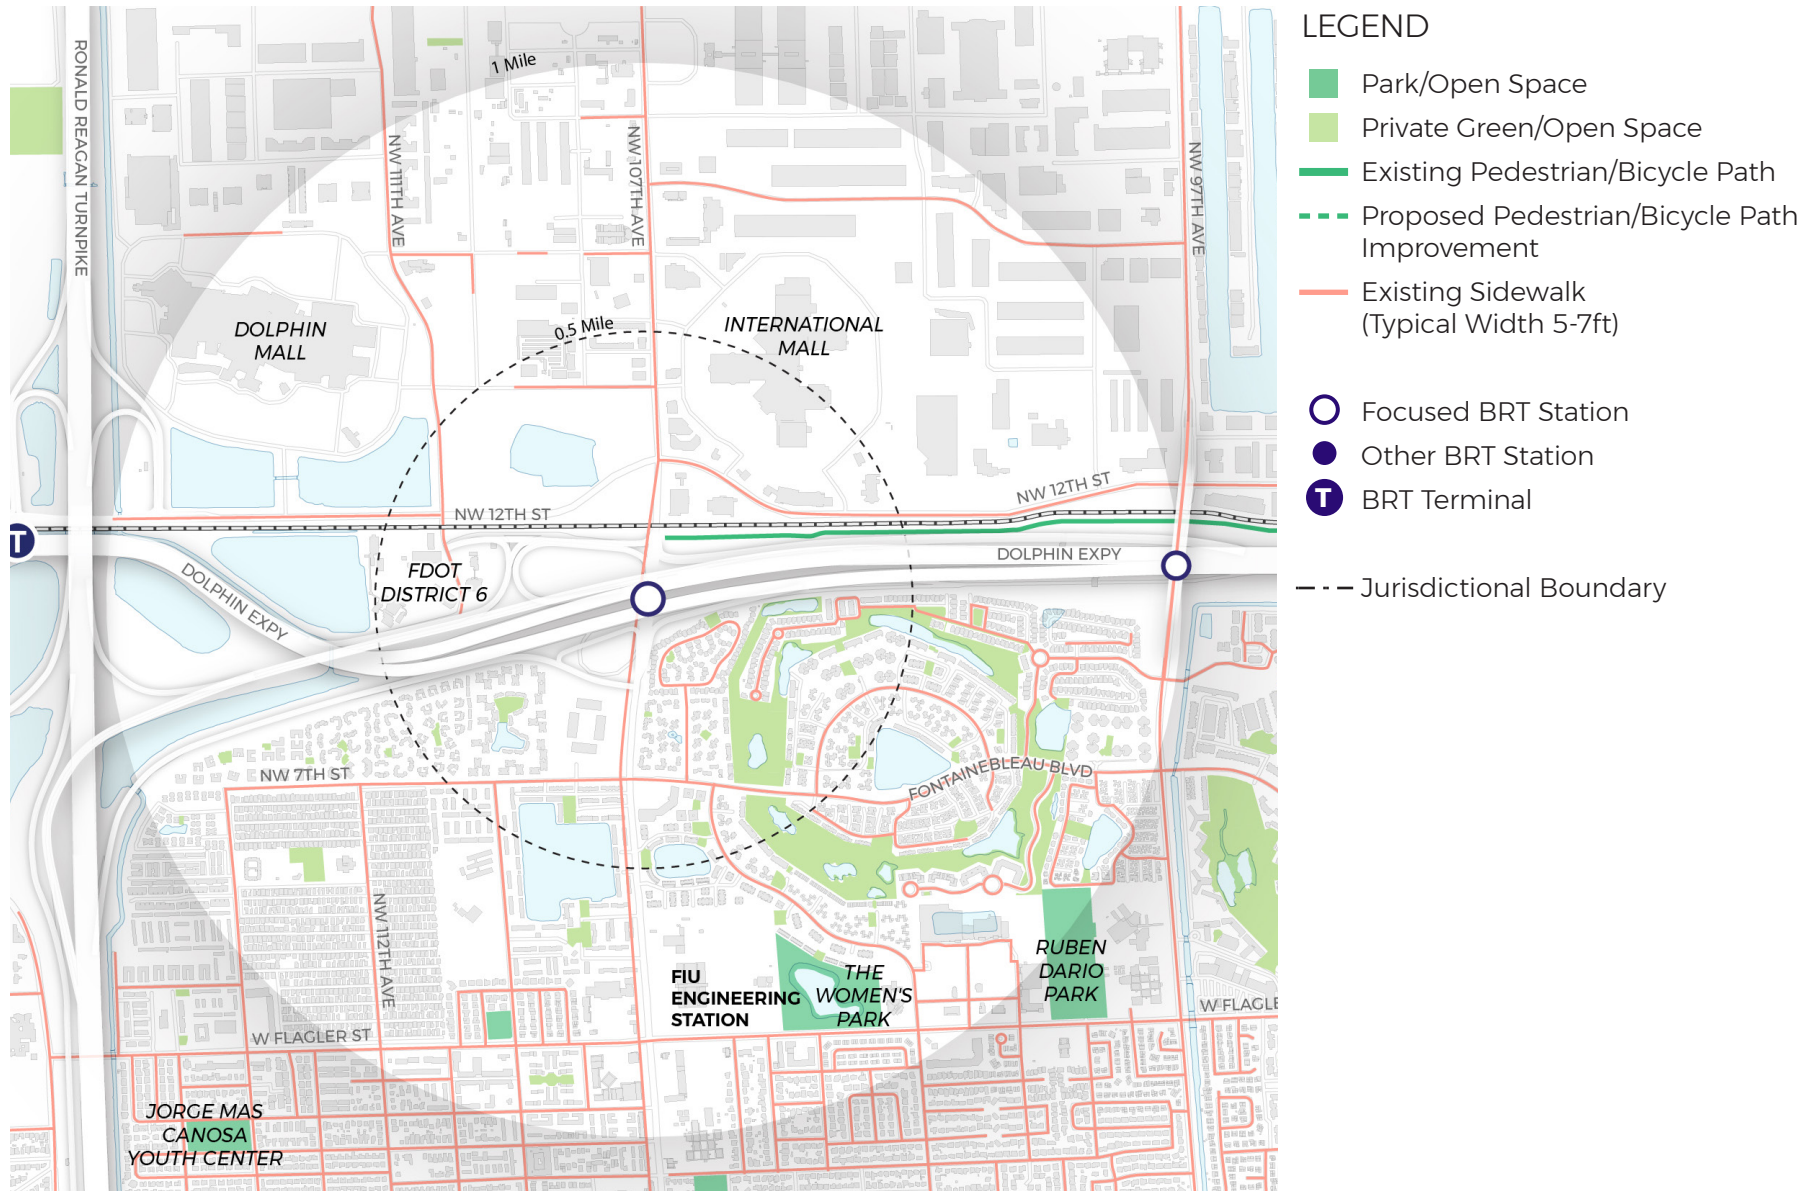 LEGEND
Park/Open Space
Private Green/Open Space
Existing Pedestrian/Bicycle Path
Proposed Pedestrian/Bicycle Path
Improvement
Existing Sidewalk
(Typical Width 5-7ft)
Focused BRT Station
Other BRT Station
T
BRT Terminal
Jurisdictional Boundary
RONALD REAGAN TURNPIKE
1 Mile
NW 111TH AVE
NW 107TH AVE
NW 97TH AVE
0.5 Mile
DOLPHIN
MALL
INTERNATIONAL
MALL
NW 12TH ST
NW 12TH ST
T
DOLPHIN EXPY
DOLPHIN EXPY
FDOT
DISTRICT 6
NW 7TH ST
FONTAINEBLEAU BLVD
NW 112TH AVE
FIU
ENGINEERING
STATION
THE
WOMEN'S
PARK
RUBEN
DARIO
PARK
W FLAGLER ST
W FLAGLE
JORGE MAS
CANOSA
YOUTH CENTER